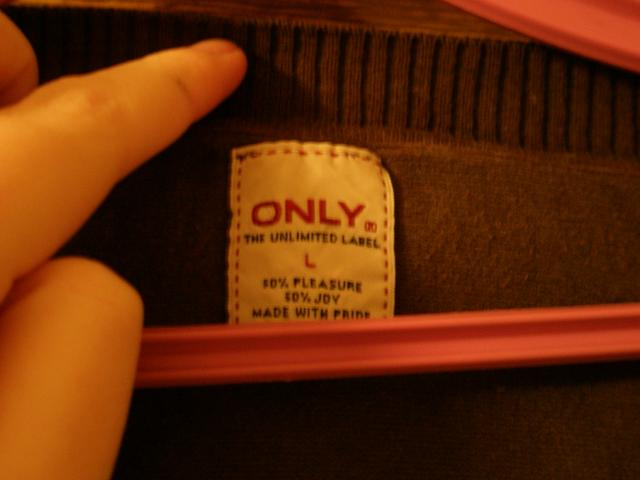 ONLY®
THE UNLIMITED LABEL
L
50% PLEASURE
50% JOY
MADE WITH PRIDE